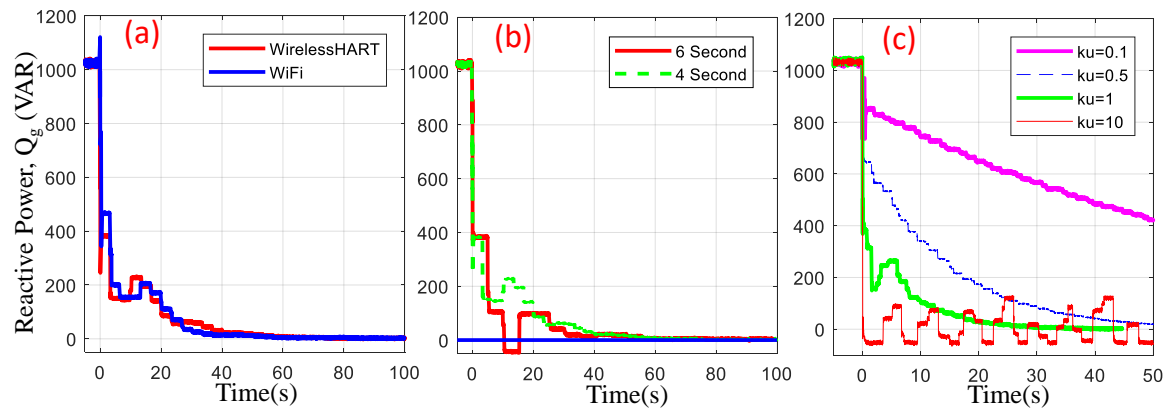 (a)
WirelessHART
WiFi
1200
1000
800
600
400
200
0
0 20 40 60 80 100
Time(s)
Reactive Power, Q_g (VAR)
(b)
6 Second
4 Second
1200
1000
800
600
400
200
0
0 20 40 60 80 100
Time(s)
(c)
ku=0.1
ku=0.5
ku=1
ku=10
1200
1000
800
600
400
200
0
0 10 20 30 40 50
Time(s)